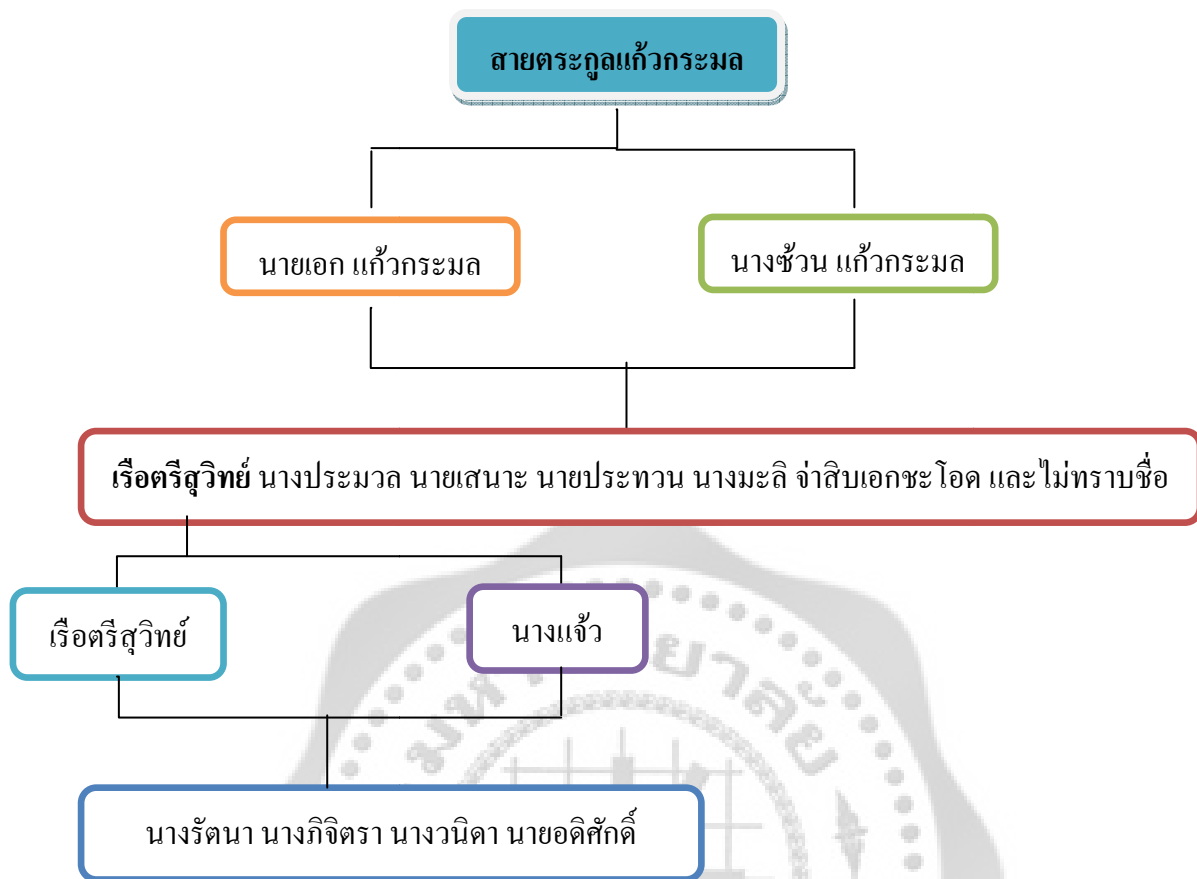 สายตระกูลแก้วกระมล
นายเอก แก้วกระมล
นางซ้วน แก้วกระมล
เรือตรีสุวิทย์ นางประมวล นายเสนาะ นายประทวน นางมะลิ จ่าสิบเอกชะโอด และไม่ทราบชื่อ
เรือตรีสุวิทย์
นางแจ้ว
นางรัตนา นางภิจิตรา นางวนิดา นายอดิศักดิ์